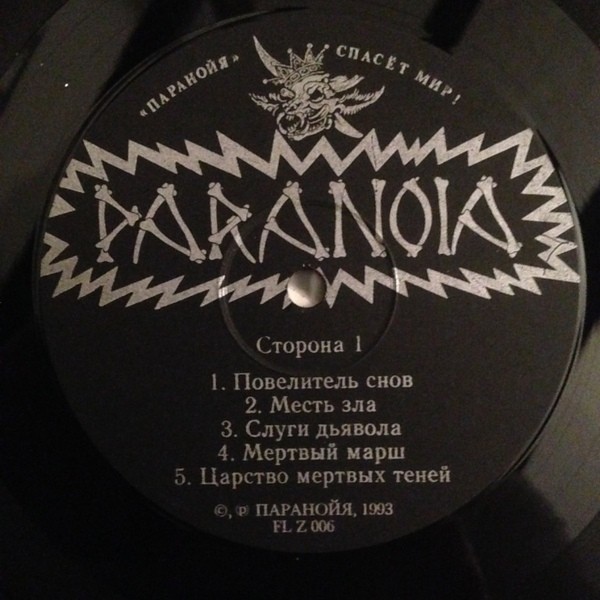 «ПАРАНОЙЯ» СПАСЁТ МИР!
PARANOIA
Сторона 1
1. Повелитель снов
2. Месть зла
3. Слуги дьявола
4. Мертвый марш
5. Царство мертвых теней
©, ℗ ПАРАНОЙЯ, 1993
FL Z 006